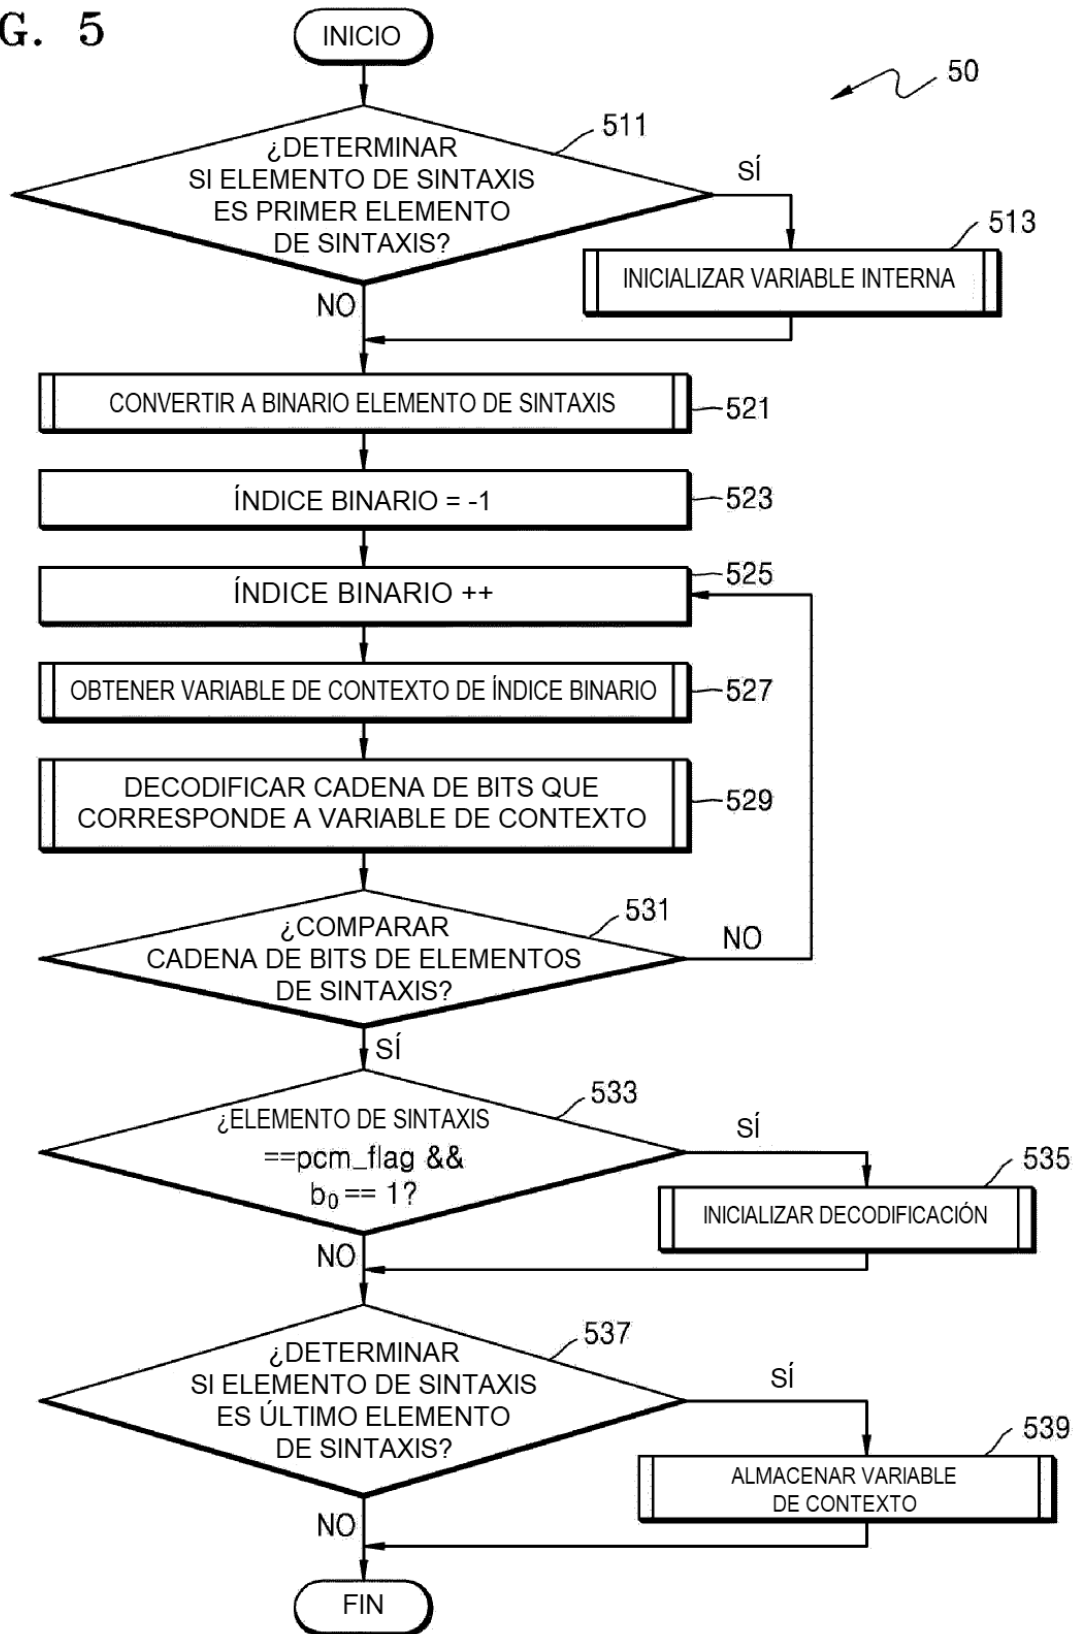 G. 5
INICIO
50
511
¿DETERMINAR
SI ELEMENTO DE SINTAXIS
ES PRIMER ELEMENTO
DE SINTAXIS?
SÍ
513
INICIALIZAR VARIABLE INTERNA
NO
CONVERTIR A BINARIO ELEMENTO DE SINTAXIS
521
ÍNDICE BINARIO = -1
523
ÍNDICE BINARIO ++
525
OBTENER VARIABLE DE CONTEXTO DE ÍNDICE BINARIO
527
DECODIFICAR CADENA DE BITS QUE
CORRESPONDE A VARIABLE DE CONTEXTO
529
531
¿COMPARAR
CADENA DE BITS DE ELEMENTOS
DE SINTAXIS?
NO
SÍ
533
¿ELEMENTO DE SINTAXIS
==pcm_flag &&
b₀ == 1?
SÍ
535
INICIALIZAR DECODIFICACIÓN
NO
537
¿DETERMINAR
SI ELEMENTO DE SINTAXIS
ES ÚLTIMO ELEMENTO
DE SINTAXIS?
SÍ
539
ALMACENAR VARIABLE
DE CONTEXTO
NO
FIN